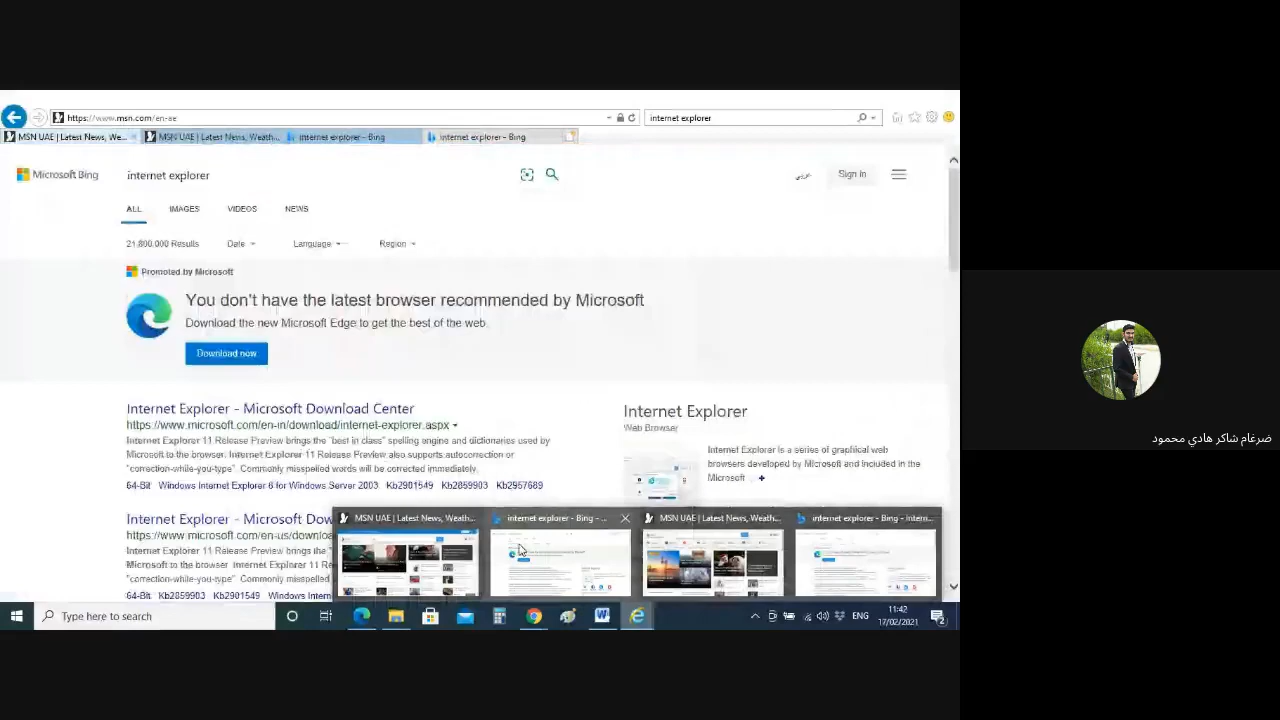 https://www.msn.com/en-ae
internet explorer
MSN UAE | Latest News, We...
MSN UAE | Latest News, Weath...
internet explorer - Bing
internet explorer - Bing
Microsoft Bing
internet explorer
عربي
Sign in
ALL
IMAGES
VIDEOS
NEWS
21,800,000 Results
Date
Language
Region
Promoted by Microsoft
You don't have the latest browser recommended by Microsoft
Download the new Microsoft Edge to get the best of the web.
Download now
Internet Explorer - Microsoft Download Center
https://www.microsoft.com/en-in/download/internet-explorer.aspx
Internet Explorer 11 Release Preview brings the "best in class" spelling engine and dictionaries used by
Microsoft to the browser. Internet Explorer 11 Release Preview also supports autocorrection or
"correction-while-you-type". Commonly misspelled words will be corrected immediately.
64-Bit Windows Internet Explorer 6 for Windows Server 2003 Kb2901549 Kb2859903 Kb2957689
Internet Explorer
Web Browser
Internet Explorer is a series of graphical web
browsers developed by Microsoft and included in the
Microsoft +
Internet Explorer - Microsoft Dow
https://www.microsoft.com/en-us/downlo
Internet Explorer 11 Release Preview brings the "
Microsoft to the browser. Internet Explorer 11 Re
"correction-while-you-type". Commonly misspelle
64-Bit Kb2859903 Kb2901549 Windows Int
MSN UAE | Latest News, Weath...
internet explorer - Bing - ...
MSN UAE | Latest News, Weath...
internet explorer - Bing - Intern...
Type here to search
ENG
11:42
17/02/2021
2
ضرغام شاكر هادي محمود